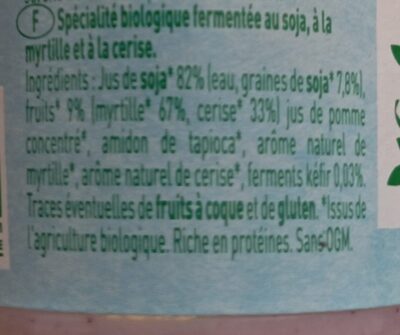 F Spécialité biologique fermentée au soja, à la
myrtille et à la cerise.
Ingrédients : Jus de soja* 82% (eau, graines de soja* 7,8%),
fruits* 9% (myrtille* 67%, cerise* 33%) jus de pomme
concentré*, amidon de tapioca*, arôme naturel de
myrtille*, arôme naturel de cerise*, ferments kéfir 0,03%.
Traces éventuelles de fruits à coque et de gluten. *Issus de
l'agriculture biologique. Riche en protéines. Sans OGM.